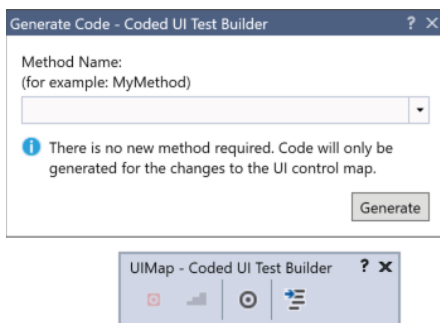 Generate Code - Coded UI Test Builder
Method Name:
(for example: MyMethod)
There is no new method required. Code will only be
generated for the changes to the UI control map.
Generate
UIMap - Coded UI Test Builder